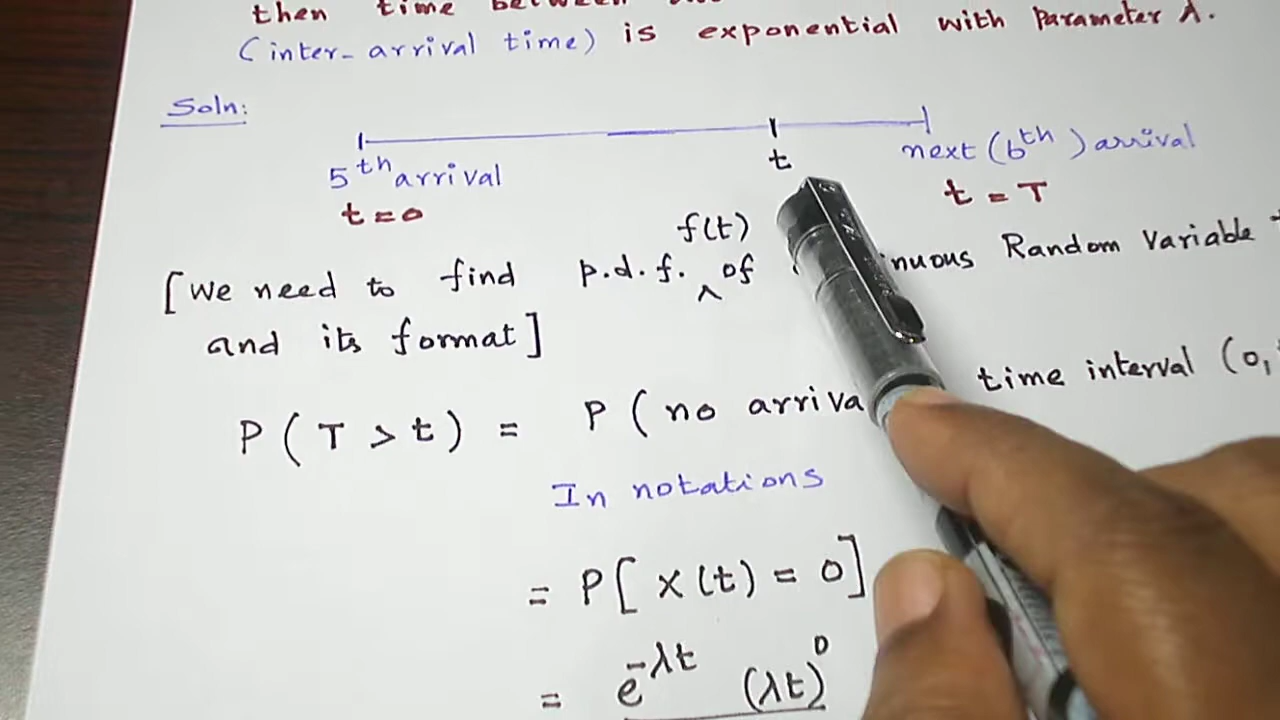 then time between
(inter-arrival time) is exponential with parameter λ.
Soln:
t
5th arrival next (6th) arrival
t = 0 t = T
f(t)
[We need to find p.d.f. ^ of Random Variable
and its format]
P(T > t) = P(no time interval (0,
In notations
= P[X(t) = 0]
= e^-λt (λt)^0